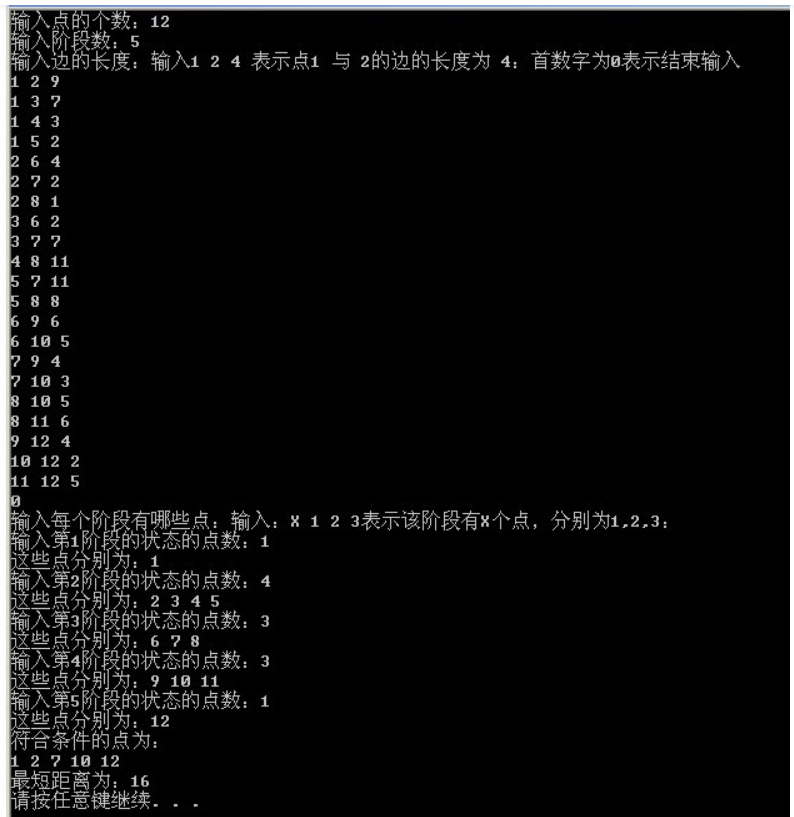 输入点的个数：12
输入阶段数：5
输入边的长度：输入1 2 4 表示点1 与 2的边的长度为 4：首数字为0表示结束输入
1 2 9
1 3 7
1 4 3
1 5 2
2 6 4
2 7 2
2 8 1
3 6 2
3 7 7
4 8 11
5 7 11
5 8 8
6 9 6
6 10 5
7 9 4
7 10 3
8 10 5
8 11 6
9 12 4
10 12 2
11 12 5
0
输入每个阶段有哪些点：输入：X 1 2 3表示该阶段有X个点，分别为1,2,3：
输入第1阶段的状态的点数：1
这些点分别为：1
输入第2阶段的状态的点数：4
这些点分别为：2 3 4 5
输入第3阶段的状态的点数：3
这些点分别为：6 7 8
输入第4阶段的状态的点数：3
这些点分别为：9 10 11
输入第5阶段的状态的点数：1
这些点分别为：12
符合条件的点为：
1 2 7 10 12
最短距离为：16
请按任意键继续. . .